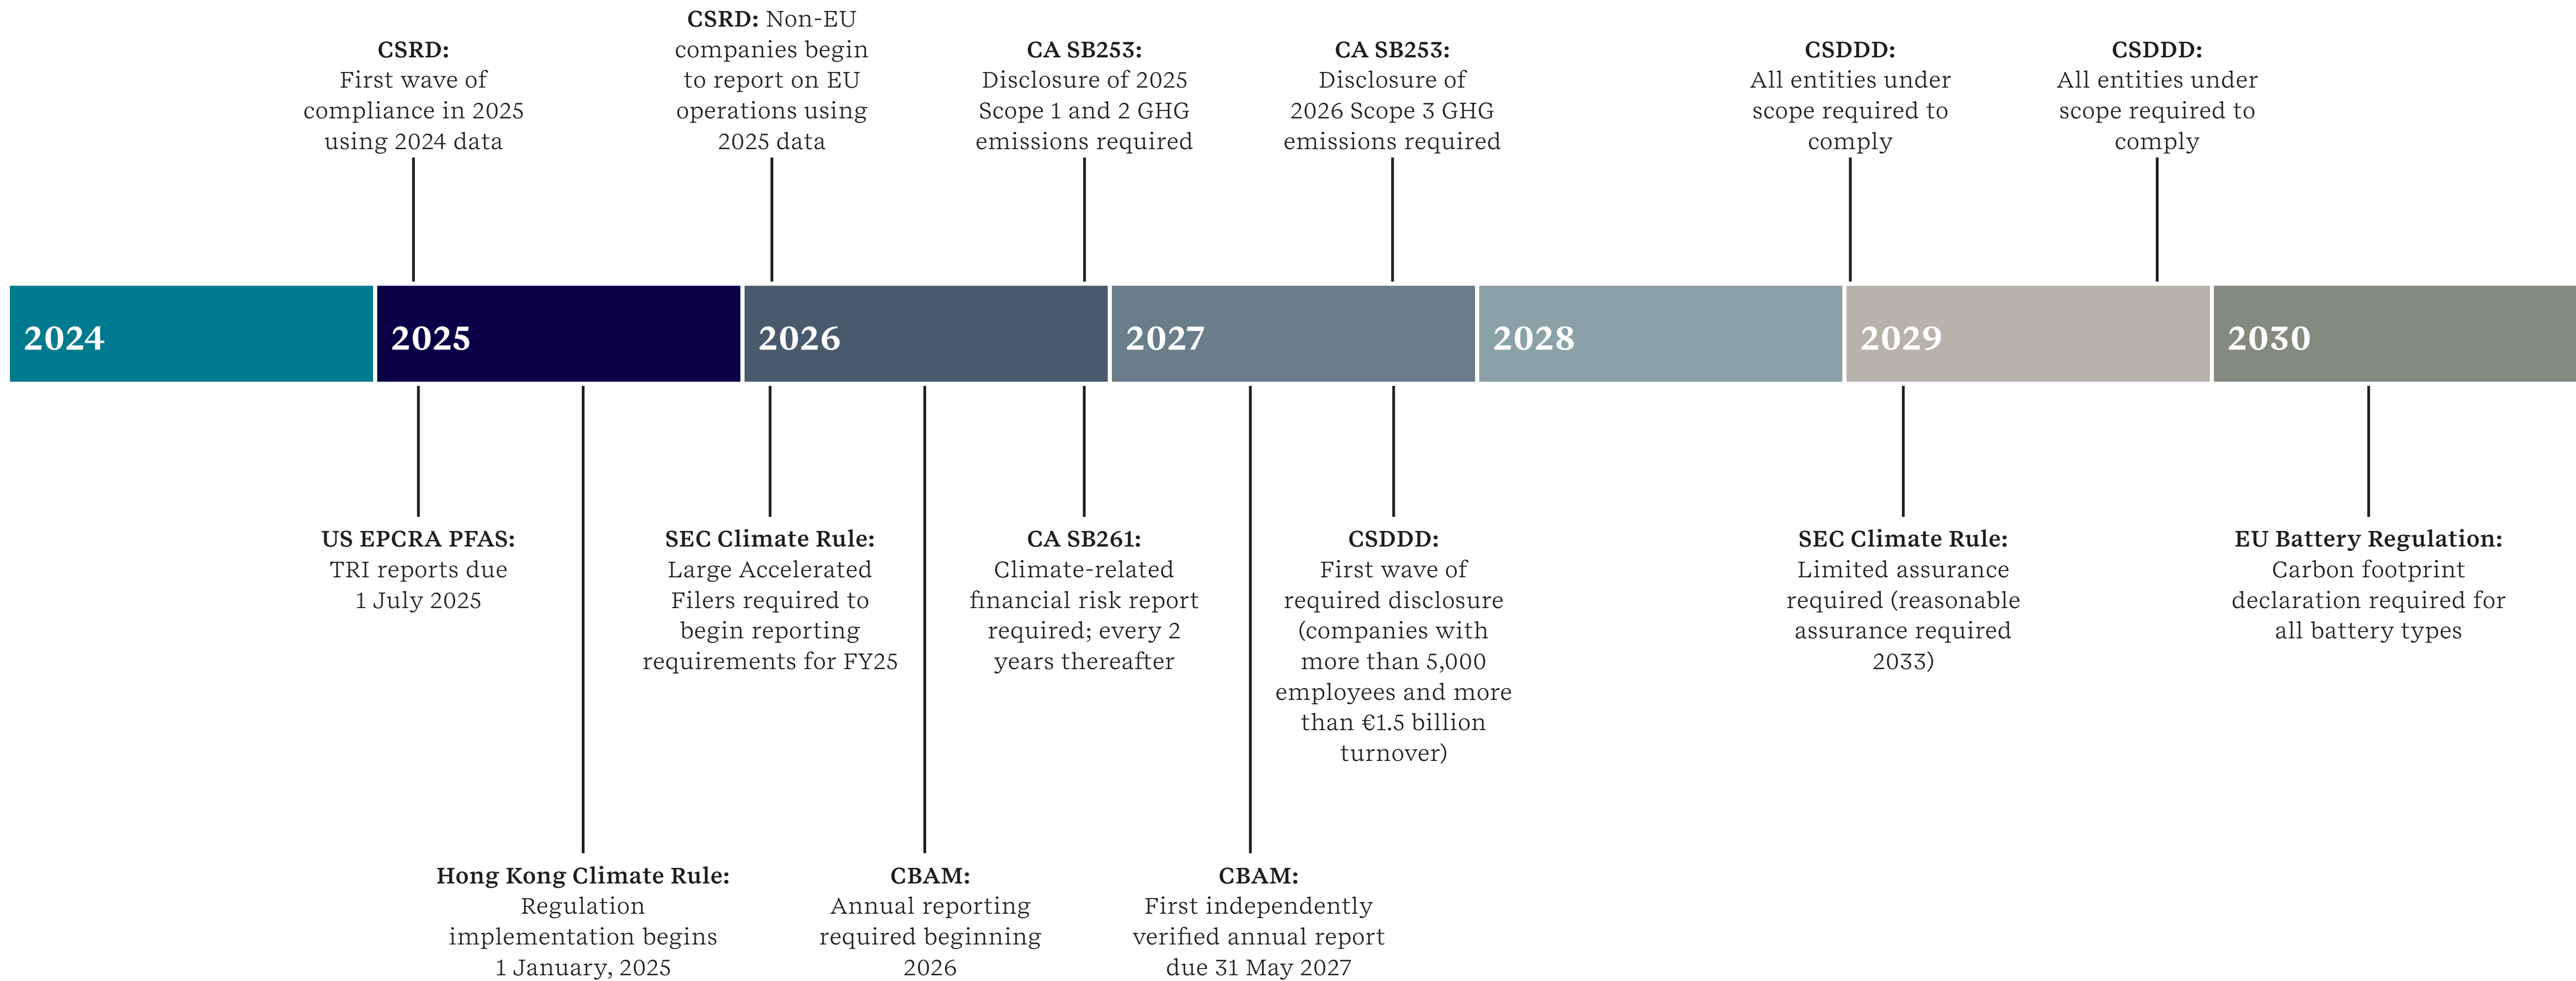 CSRD:
First wave of
compliance in 2025
using 2024 data
CSRD: Non-EU
companies begin
to report on EU
operations using
2025 data
CA SB253:
Disclosure of 2025
Scope 1 and 2 GHG
emissions required
CA SB253:
Disclosure of
2026 Scope 3 GHG
emissions required
CSDDD:
All entities under
scope required to
comply
CSDDD:
All entities under
scope required to
comply
2024
2025
2026
2027
2028
2029
2030
US EPCRA PFAS:
TRI reports due
1 July 2025
SEC Climate Rule:
Large Accelerated
Filers required to
begin reporting
requirements for FY25
CA SB261:
Climate-related
financial risk report
required; every 2
years thereafter
CSDDD:
First wave of
required disclosure
(companies with
more than 5,000
employees and more
than €1.5 billion
turnover)
SEC Climate Rule:
Limited assurance
required (reasonable
assurance required
2033)
EU Battery Regulation:
Carbon footprint
declaration required for
all battery types
Hong Kong Climate Rule:
Regulation
implementation begins
1 January, 2025
CBAM:
Annual reporting
required beginning
2026
CBAM:
First independently
verified annual report
due 31 May 2027